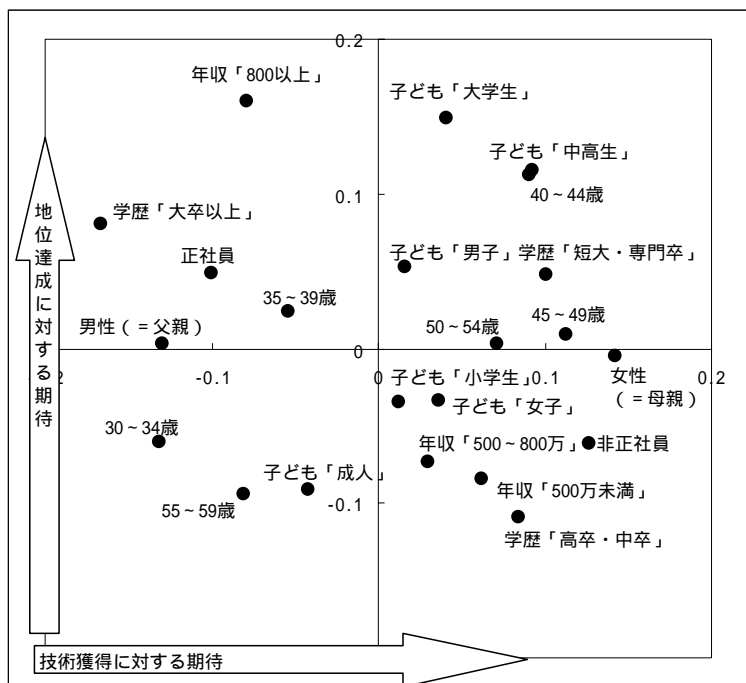 0.2
年収「800以上」
子ども「大学生」
子ども「中高生」
40～44歳
0.1
学歴「大卒以上」
正社員
子ども「男子」
学歴「短大・専門卒」
35～39歳
45～49歳
男性（＝父親）
50～54歳
0
-0.1
0
0.1
0.2
子ども「小学生」
女性
（＝母親）
子ども「女子」
30～34歳
年収「500～800万」
非正社員
子ども「成人」
年収「500万未満」
55～59歳
-0.1
学歴「高卒・中卒」
地位達成に対する期待
技術獲得に対する期待